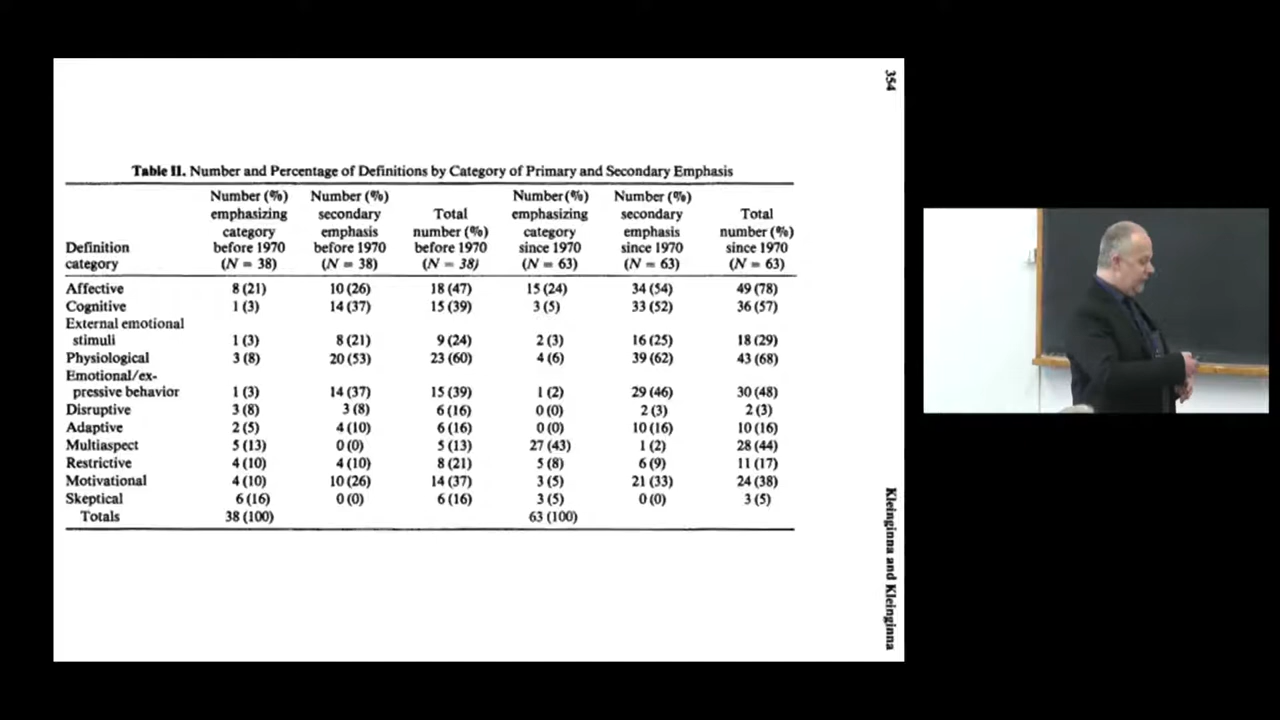 354
Table II. Number and Percentage of Definitions by Category of Primary and Secondary Emphasis
Number (%) Number (%) Number (%) Number (%)
emphasizing secondary Total emphasizing secondary Total
category emphasis number (%) category emphasis number (%)
Definition before 1970 before 1970 before 1970 since 1970 since 1970 since 1970
category (N = 38) (N = 38) (N = 38) (N = 63) (N = 63) (N = 63)
Affective 8 (21) 10 (26) 18 (47) 15 (24) 34 (54) 49 (78)
Cognitive 1 (3) 14 (37) 15 (39) 3 (5) 33 (52) 36 (57)
External emotional
stimuli 1 (3) 8 (21) 9 (24) 2 (3) 16 (25) 18 (29)
Physiological 3 (8) 20 (53) 23 (60) 4 (6) 39 (62) 43 (68)
Emotional/ex-
pressive behavior 1 (3) 14 (37) 15 (39) 1 (2) 29 (46) 30 (48)
Disruptive 3 (8) 3 (8) 6 (16) 0 (0) 2 (3) 2 (3)
Adaptive 2 (5) 4 (10) 6 (16) 0 (0) 10 (16) 10 (16)
Multiaspect 5 (13) 0 (0) 5 (13) 27 (43) 1 (2) 28 (44)
Restrictive 4 (10) 4 (10) 8 (21) 5 (8) 6 (9) 11 (17)
Motivational 4 (10) 10 (26) 14 (37) 3 (5) 21 (33) 24 (38)
Skeptical 6 (16) 0 (0) 6 (16) 3 (5) 0 (0) 3 (5)
Totals 38 (100) 63 (100)
Kleinginna and Kleinginna